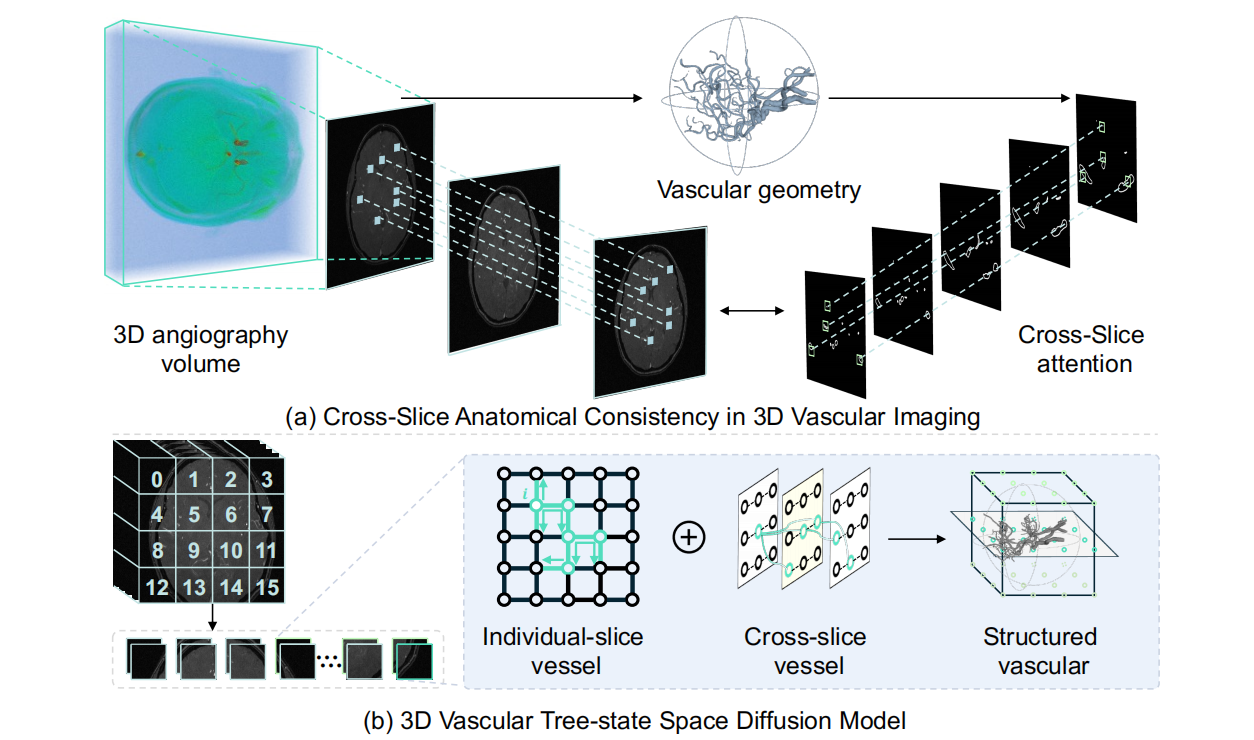 Vascular geometry
3D angiography
volume
Cross-Slice
attention
(a) Cross-Slice Anatomical Consistency in 3D Vascular Imaging
0 1 2 3
4 5 6 7
8 9 10 11
12 13 14 15
i
Individual-slice
vessel
Cross-slice
vessel
Structured
vascular
(b) 3D Vascular Tree-state Space Diffusion Model